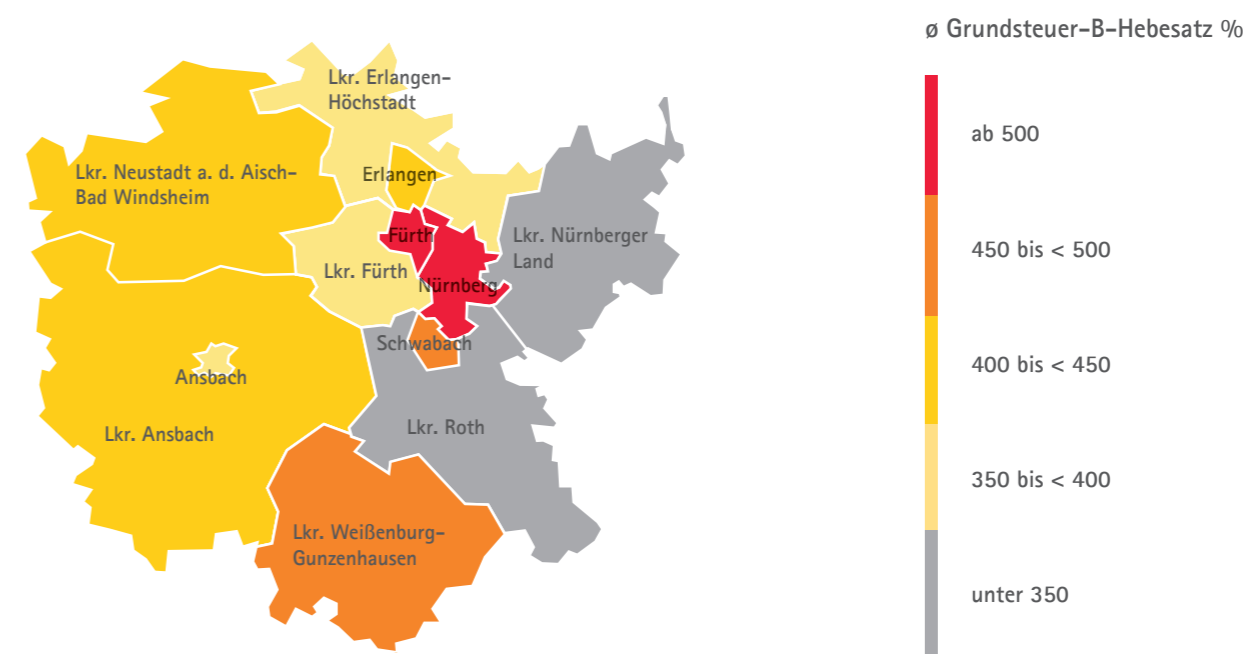 ø Grundsteuer-B-Hebesatz %
Lkr. Erlangen-
Höchstadt
Lkr. Neustadt a. d. Aisch-
Bad Windsheim
Erlangen
Fürth
Lkr. Nürnberger
Land
Lkr. Fürth
Nürnberg
Schwabach
Ansbach
Lkr. Ansbach
Lkr. Roth
Lkr. Weißenburg-
Gunzenhausen
ab 500
450 bis < 500
400 bis < 450
350 bis < 400
unter 350